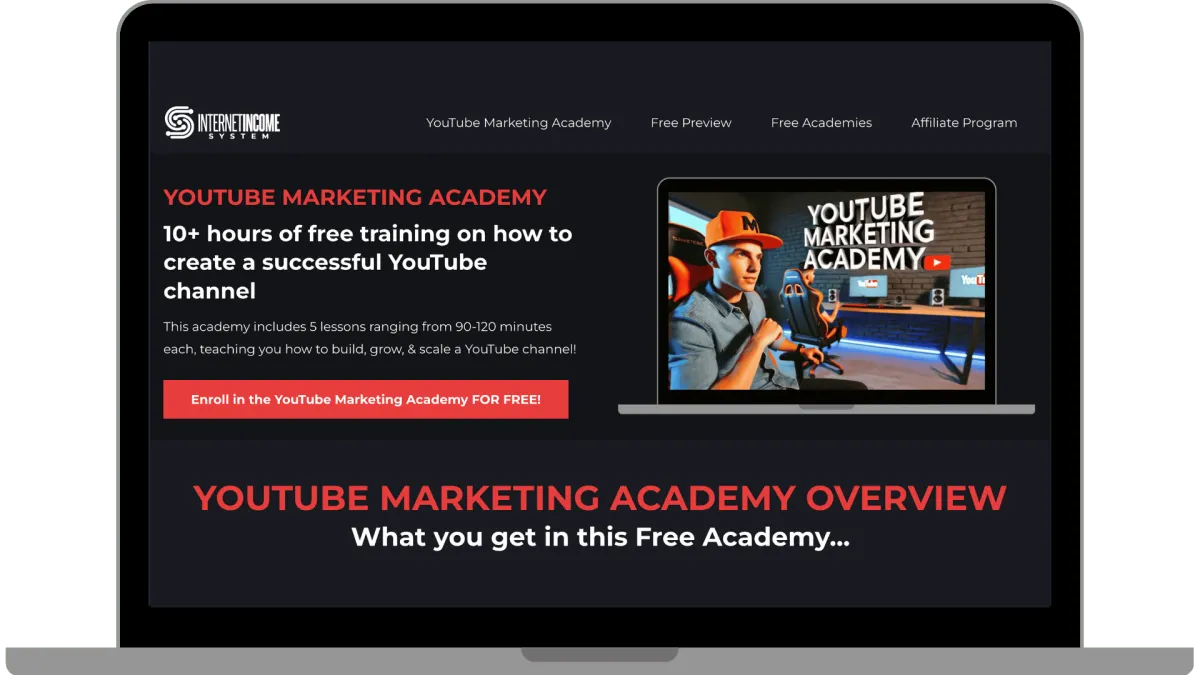 INTERNETINCOME
SYSTEM
YouTube Marketing Academy
Free Preview
Free Academies
Affiliate Program
YOUTUBE MARKETING ACADEMY
10+ hours of free training on how to
create a successful YouTube
channel
This academy includes 5 lessons ranging from 90-120 minutes
each, teaching you how to build, grow, & scale a YouTube channel!
Enroll in the YouTube Marketing Academy FOR FREE!
M
YOUTUBE
MARKETING
ACADEMY
YouTube
YouT
YOUTUBE MARKETING ACADEMY OVERVIEW
What you get in this Free Academy...